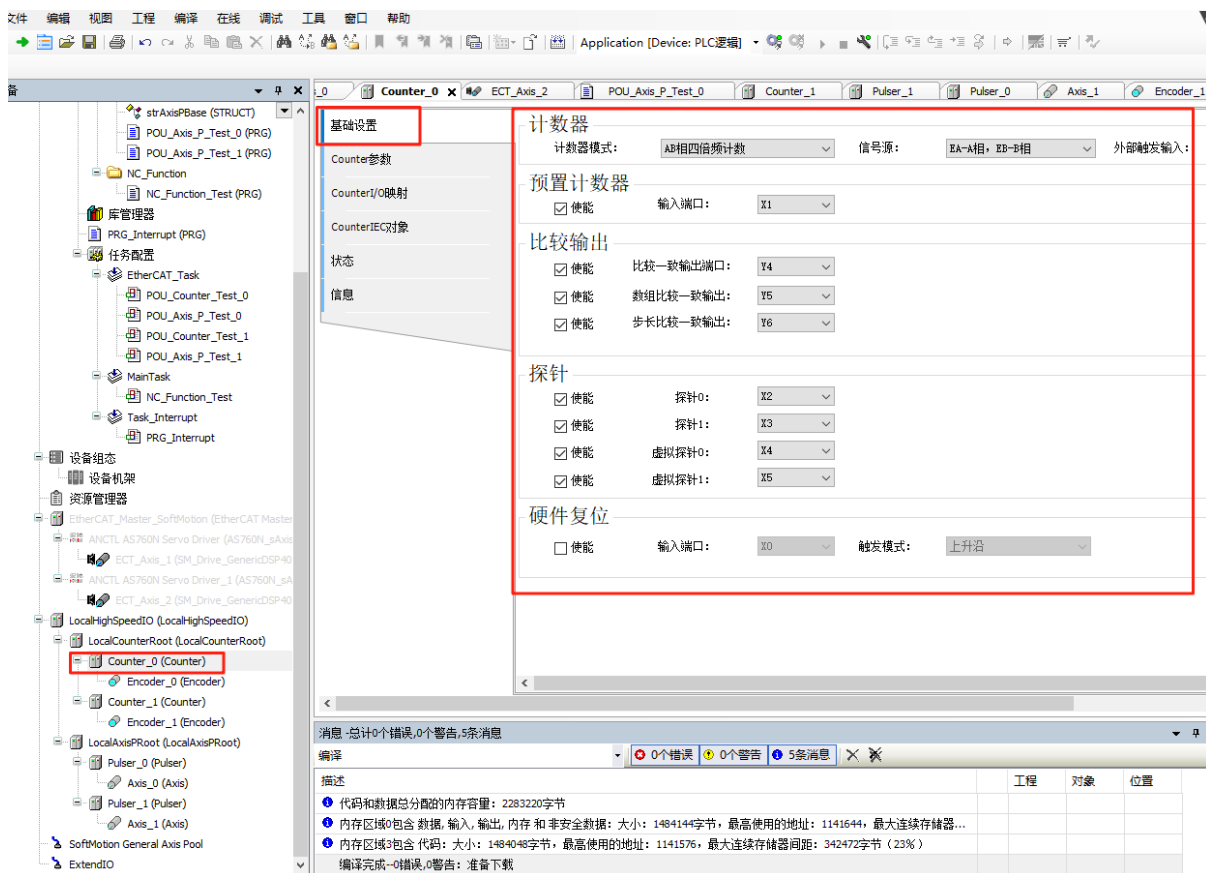 文件 编辑 视图 工程 编译 在线 调试 工具 窗口 帮助
Application [Device: PLC逻辑]
备
_0 Counter_0 ECT_Axis_2 POU_Axis_P_Test_0 Counter_1 Pulser_1 Pulser_0 Axis_1 Encoder_1
strAxisPBase (STRUCT)
POU_Axis_P_Test_0 (PRG)
POU_Axis_P_Test_1 (PRG)
NC_Function
NC_Function_Test (PRG)
库管理器
PRG_Interrupt (PRG)
任务配置
EtherCAT_Task
POU_Counter_Test_0
POU_Axis_P_Test_0
POU_Counter_Test_1
POU_Axis_P_Test_1
MainTask
NC_Function_Test
Task_Interrupt
PRG_Interrupt
设备组态
设备机架
资源管理器
EtherCAT_Master_SoftMotion (EtherCAT Master
ANCTL AS760N Servo Driver (AS760N_sAxis
ECT_Axis_1 (SM_Drive_GenericDSP40
ANCTL AS760N Servo Driver_1 (AS760N_sA
ECT_Axis_2 (SM_Drive_GenericDSP40
LocalHighSpeedIO (LocalHighSpeedIO)
LocalCounterRoot (LocalCounterRoot)
Counter_0 (Counter)
Encoder_0 (Encoder)
Counter_1 (Counter)
Encoder_1 (Encoder)
LocalAxisPRoot (LocalAxisPRoot)
Pulser_0 (Pulser)
Axis_0 (Axis)
Pulser_1 (Pulser)
Axis_1 (Axis)
SoftMotion General Axis Pool
ExtendIO
基础设置
Counter参数
CounterI/O映射
CounterIEC对象
状态
信息
计数器
计数器模式: AB相四倍频计数 信号源: EA-A相, EB-B相 外部触发输入:
预置计数器
使能 输入端口: X1
比较输出
使能 比较一致输出端口: Y4
使能 数组比较一致输出: Y5
使能 步长比较一致输出: Y6
探针
使能 探针0: X2
使能 探针1: X3
使能 虚拟探针0: X4
使能 虚拟探针1: X5
硬件复位
使能 输入端口: X0 触发模式: 上升沿
消息 -总计0个错误,0个警告,5条消息
编译 0个错误 0个警告 5条消息
描述 工程 对象 位置
代码和数据总分配的内存容量: 2283220字节
内存区域0包含 数据, 输入, 输出, 内存 和 非安全数据: 大小: 1484144字节, 最高使用的地址: 1141644, 最大连续存储器...
内存区域3包含 代码: 大小: 1484048字节, 最高使用的地址: 1141576, 最大连续存储器间距: 342472字节 (23%)
编译完成--0错误,0警告: 准备下载